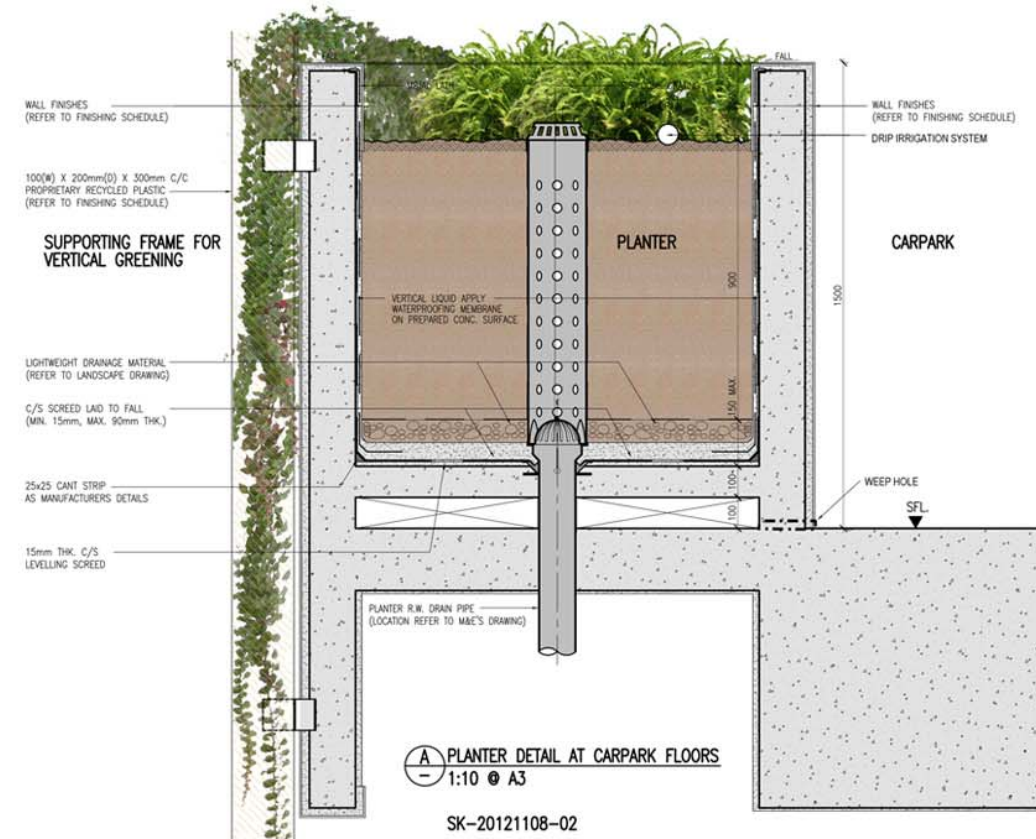 FALL
FALL
WALL FINISHES
(REFER TO FINISHING SCHEDULE)
WALL FINISHES
(REFER TO FINISHING SCHEDULE)
DRIP IRRIGATION SYSTEM
100(W) X 200mm(D) X 300mm C/C
PROPRIETARY RECYCLED PLASTIC
(REFER TO FINISHING SCHEDULE)
SUPPORTING FRAME FOR
VERTICAL GREENING
PLANTER
CARPARK
900
1500
VERTICAL LIQUID APPLY
WATERPROOFING MEMBRANE
ON PREPARED CONC. SURFACE
LIGHTWEIGHT DRAINAGE MATERIAL
(REFER TO LANDSCAPE DRAWING)
150 MAX.
C/S SCREED LAID TO FALL
(MIN. 15mm, MAX. 90mm THK.)
25x25 CANT STRIP
AS MANUFACTURERS DETAILS
100
100
WEEP HOLE
SFL.
15mm THK. C/S
LEVELLING SCREED
PLANTER R.W. DRAIN PIPE
(LOCATION REFER TO M&E'S DRAWING)
A
PLANTER DETAIL AT CARPARK FLOORS
1:10 @ A3
SK-20121108-02